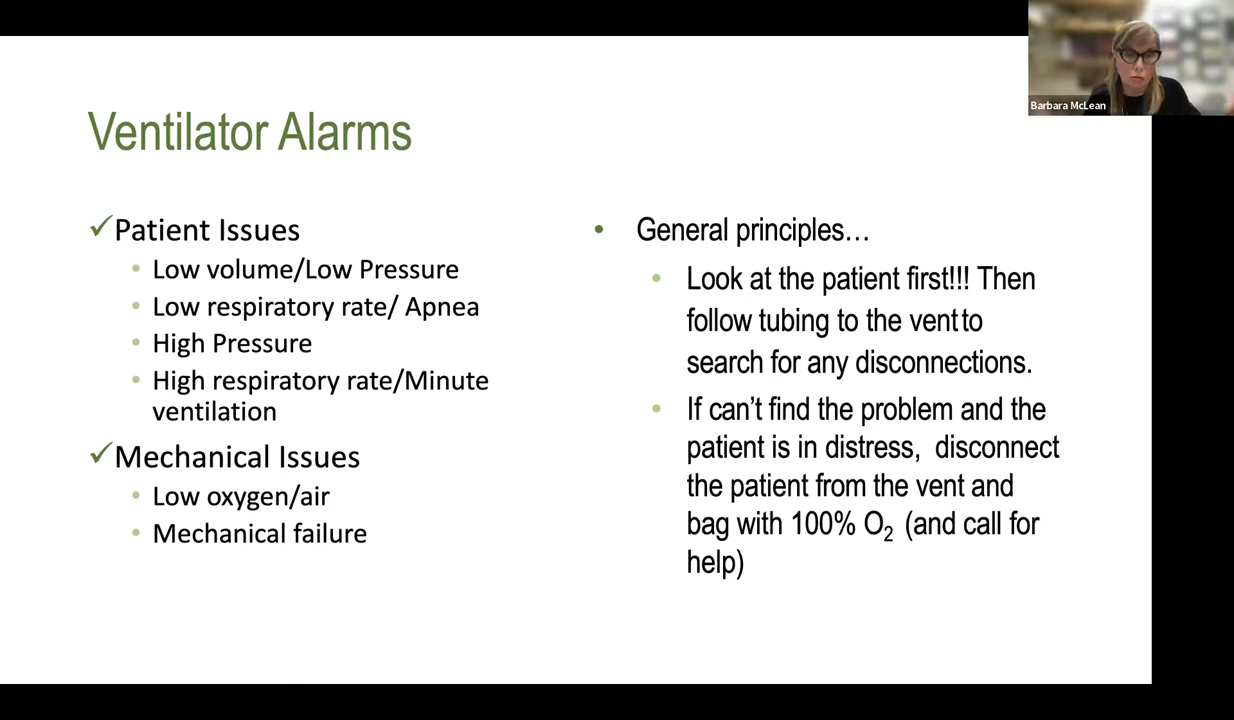 Barbara McLean
Ventilator Alarms
✓Patient Issues
• Low volume/Low Pressure
• Low respiratory rate/ Apnea
• High Pressure
• High respiratory rate/Minute
ventilation
✓Mechanical Issues
• Low oxygen/air
• Mechanical failure
• General principles…
• Look at the patient first!!! Then
follow tubing to the vent to
search for any disconnections.
• If can’t find the problem and the
patient is in distress, disconnect
the patient from the vent and
bag with 100% O₂ (and call for
help)